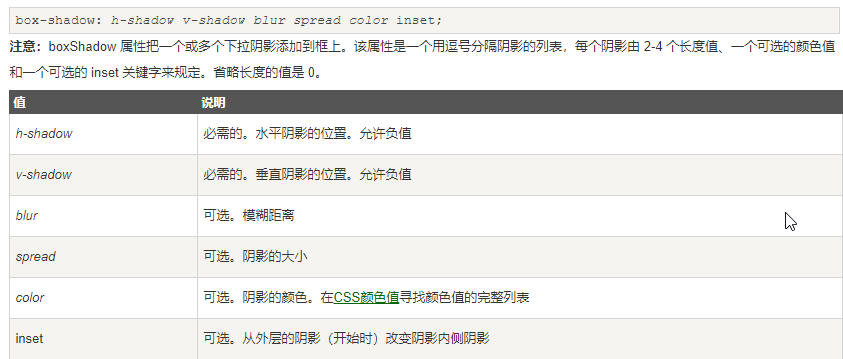 box-shadow: h-shadow v-shadow blur spread color inset;
注意：boxShadow 属性把一个或多个下拉阴影添加到框上。该属性是一个用逗号分隔阴影的列表，每个阴影由 2-4 个长度值、一个可选的颜色值
和一个可选的 inset 关键字来规定。省略长度的值是 0。
值 说明
h-shadow 必需的。水平阴影的位置。允许负值
v-shadow 必需的。垂直阴影的位置。允许负值
blur 可选。模糊距离
spread 可选。阴影的大小
color 可选。阴影的颜色。在CSS颜色值寻找颜色值的完整列表
inset 可选。从外层的阴影（开始时）改变阴影内侧阴影